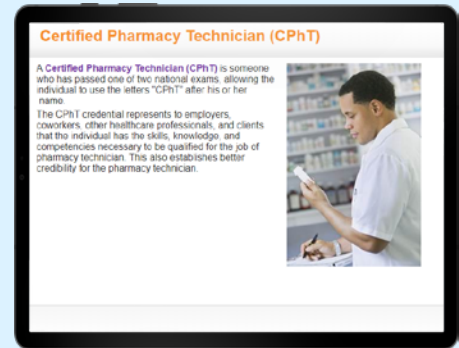 Certified Pharmacy Technician (CPhT)
A Certified Pharmacy Technician (CPhT) is someone
who has passed one of two national exams, allowing the
individual to use the letters "CPhT" after his or her
name.
The CPhT credential represents to employers,
coworkers, other healthcare professionals, and clients
that the individual has the skills, knowledge, and
competencies necessary to be qualified for the job of
pharmacy technician. This also establishes better
credibility for the pharmacy technician.